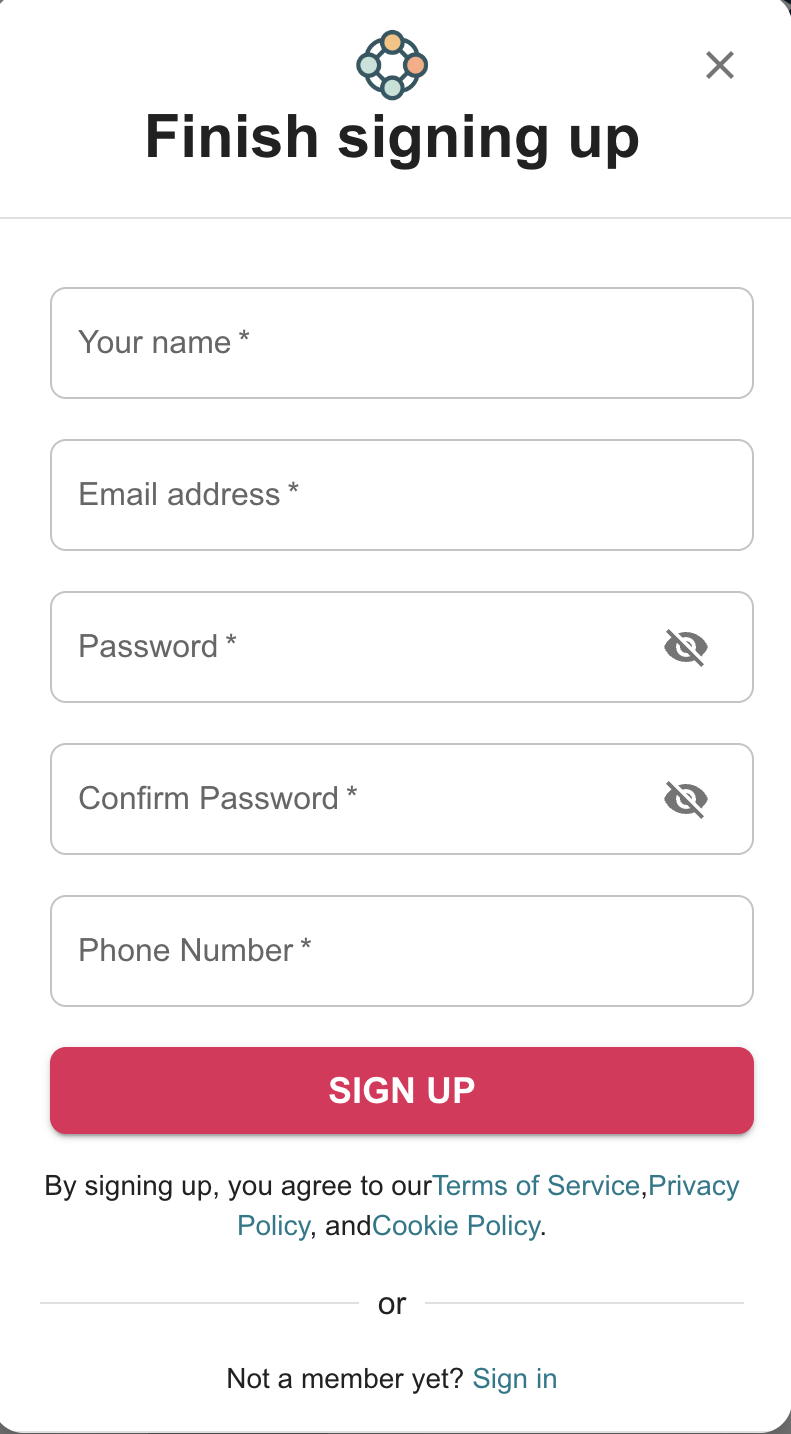 Finish signing up
Your name *
Email address *
Password *
Confirm Password *
Phone Number *
SIGN UP
By signing up, you agree to ourTerms of Service,Privacy
Policy, andCookie Policy.
or
Not a member yet? Sign in